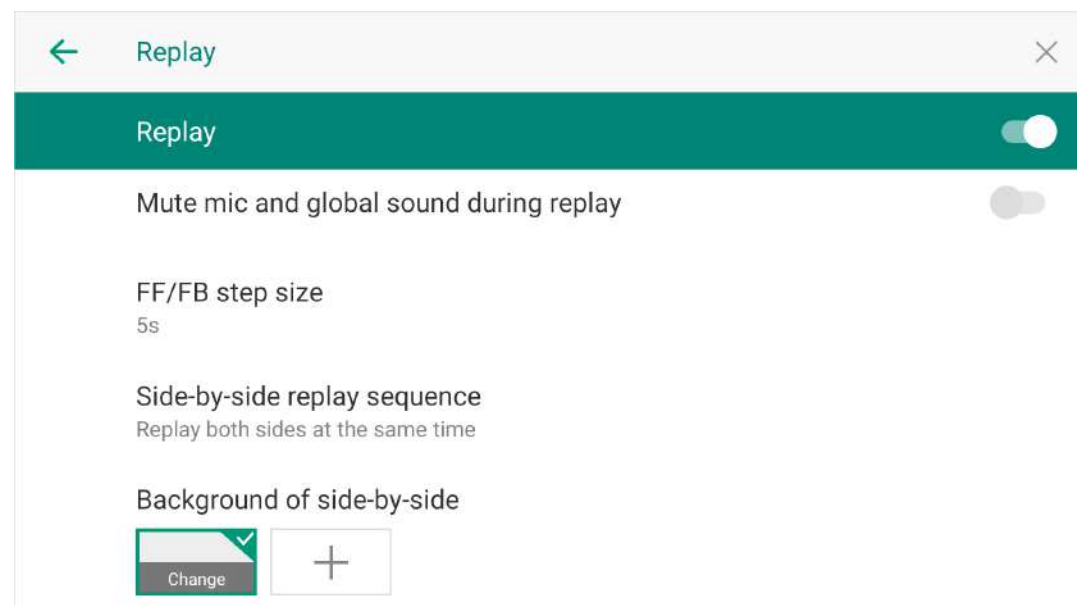 Replay
Replay
Mute mic and global sound during replay
FF/FB step size
5s
Side-by-side replay sequence
Replay both sides at the same time
Background of side-by-side
Change